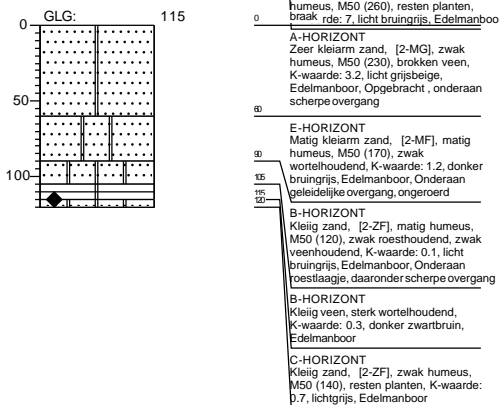 GLG: 115
0
50
100
0
60
90
105
115
120
humeus, M50 (260), resten planten,
braak rde: 7, licht bruingrijs, Edelmanboo
A-HORIZONT
Zeer kleiarm zand, [2-MG], zwak
humeus, M50 (230), brokken veen,
K-waarde: 3.2, licht grijsbeige,
Edelmanboor, Opgebracht , onderaan
scherpe overgang
E-HORIZONT
Matig kleiarm zand, [2-MF], matig
humeus, M50 (170), zwak
wortelhoudend, K-waarde: 1.2, donker
bruingrijs, Edelmanboor, Onderaan
geleidelijke overgang, ongeroerd
B-HORIZONT
Kleiig zand, [2-ZF], matig humeus,
M50 (120), zwak roesthoudend, zwak
veenhoudend, K-waarde: 0.1, licht
bruingrijs, Edelmanboor, Onderaan
roestlaagje, daaronder scherpe overgang
B-HORIZONT
Kleiig veen, sterk wortelhoudend,
K-waarde: 0.3, donker zwartbruin,
Edelmanboor
C-HORIZONT
Kleiig zand, [2-ZF], zwak humeus,
M50 (140), resten planten, K-waarde:
0.7, lichtgrijs, Edelmanboor